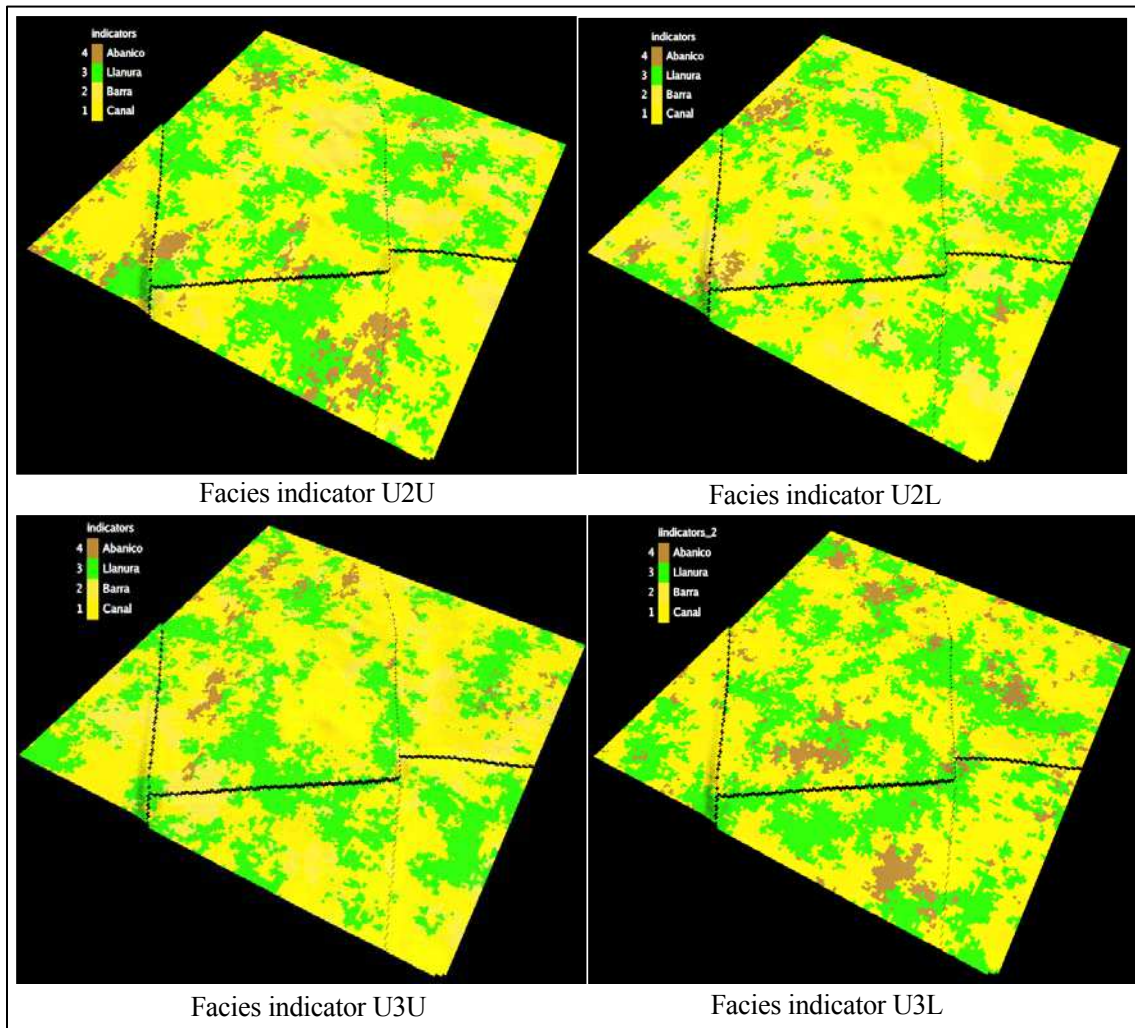 indicators
4 Abanico
3 Llanura
2 Barra
1 Canal
indicators
4 Abanico
3 Llanura
2 Barra
1 Canal
Facies indicator U2U
Facies indicator U2L
indicators
4 Abanico
3 Llanura
2 Barra
1 Canal
iindicators_2
4 Abanico
3 Llanura
2 Barra
1 Canal
Facies indicator U3U
Facies indicator U3L